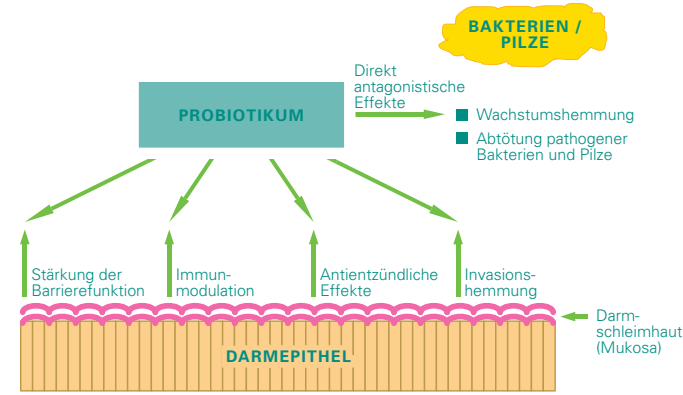 BAKTERIEN /
PILZE
Direkt
antagonistische
Effekte
PROBIOTIKUM
Wachstumshemmung
Abtötung pathogener
Bakterien und Pilze
Stärkung der
Barrierefunktion
Immun-
modulation
Antientzündliche
Effekte
Invasions-
hemmung
Darm-
schleimhaut
(Mukosa)
DARMEPITHEL